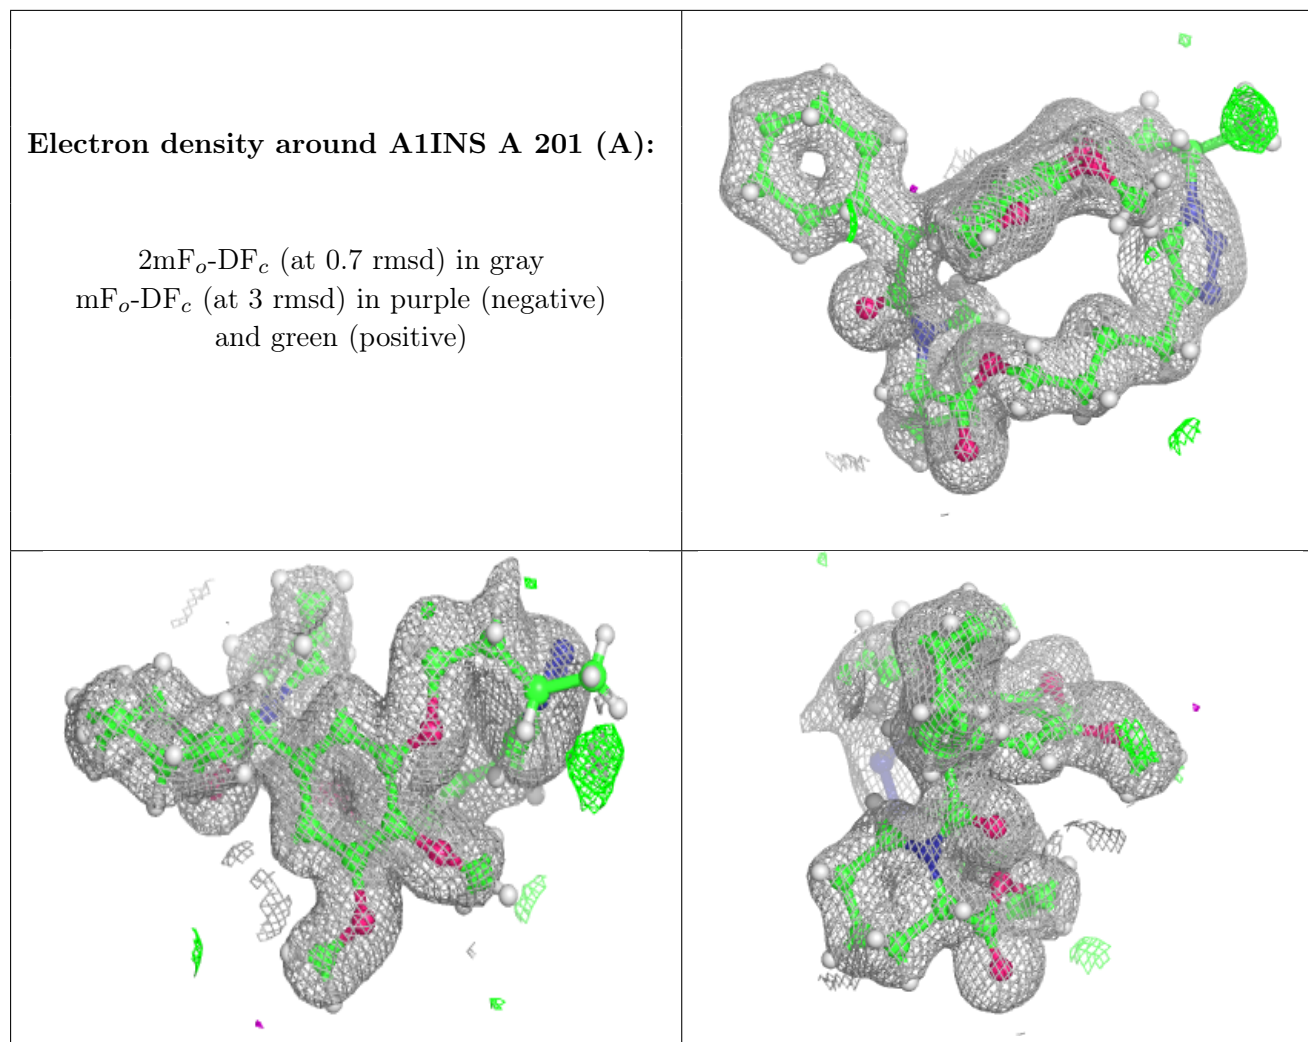 Electron density around A1INS A 201 (A):
2mFₒ-DF𝒸 (at 0.7 rmsd) in gray
mFₒ-DF𝒸 (at 3 rmsd) in purple (negative)
and green (positive)